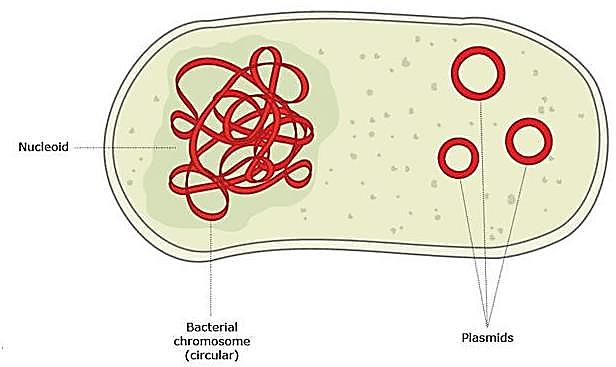 Nucleoid
Bacterial
chromosome
(circular)
Plasmids